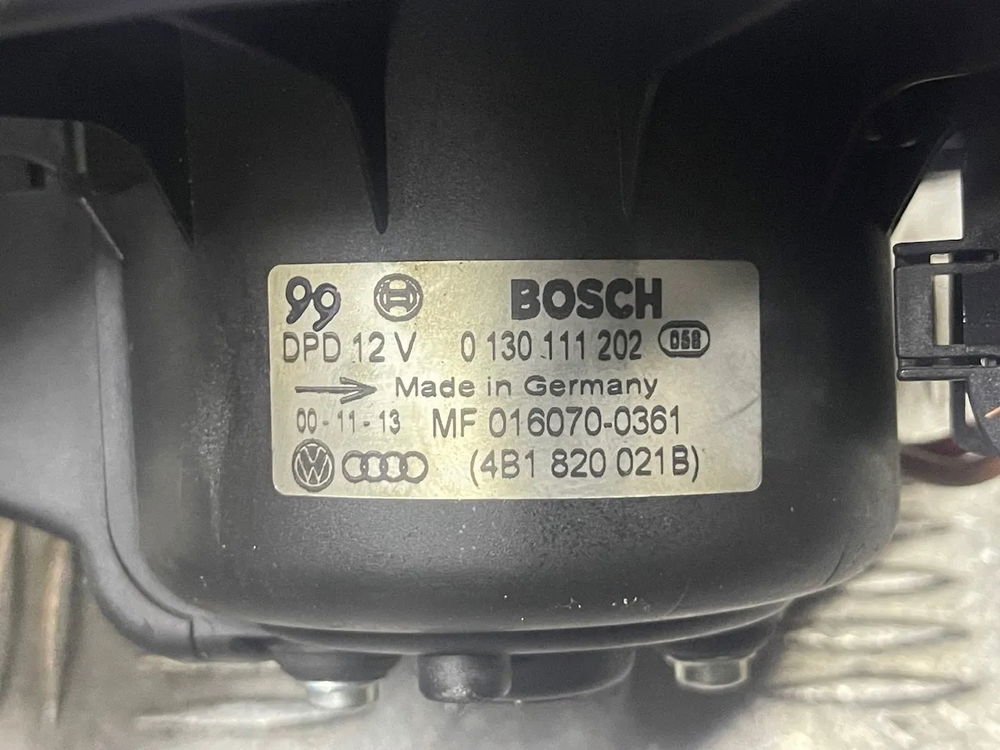 99 BOSCH
DPD 12 V 0 130 111 202 058
Made in Germany
00-11-13 MF 016070-0361
(4B1 820 021B)